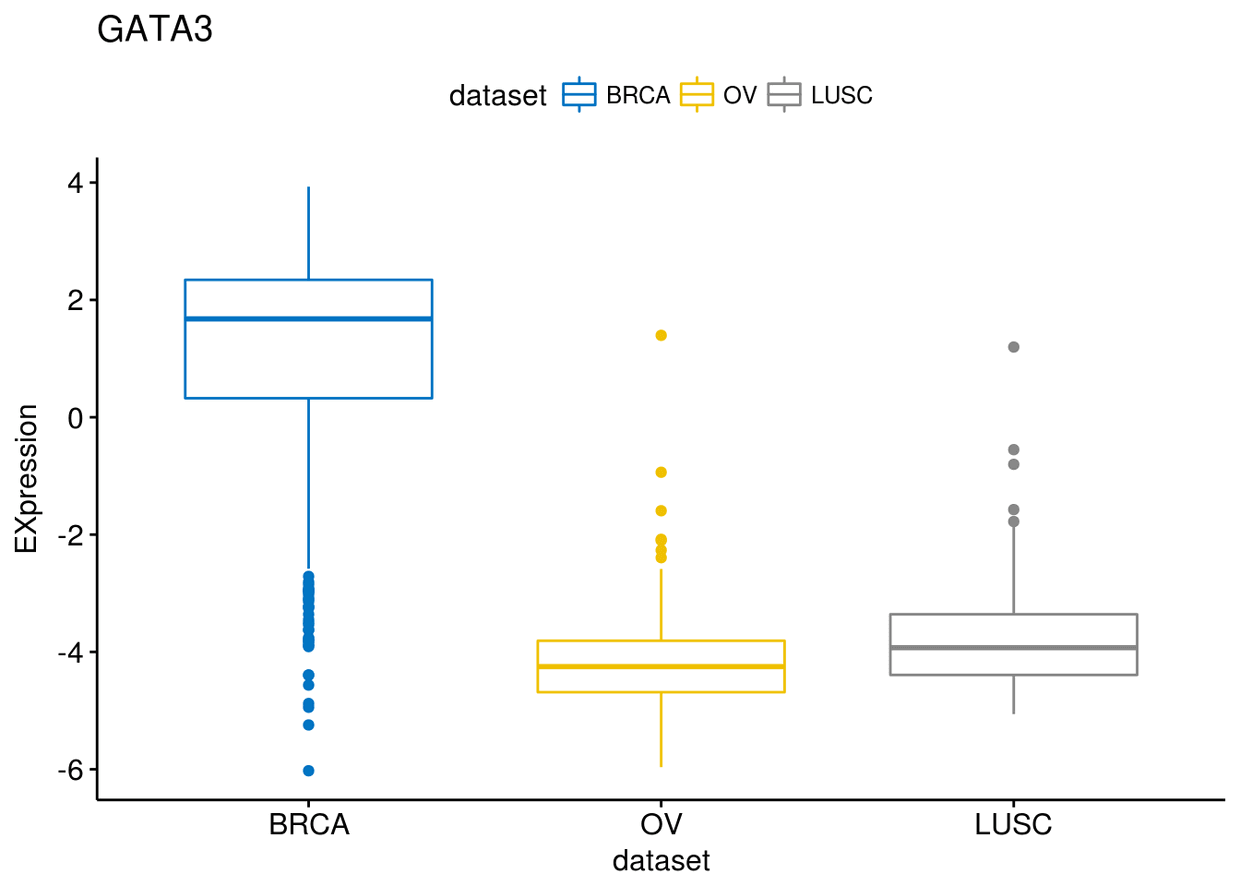 GATA3
dataset BRCA OV LUSC
4
2
0
-2
-4
-6
EXpression
BRCA OV LUSC
dataset